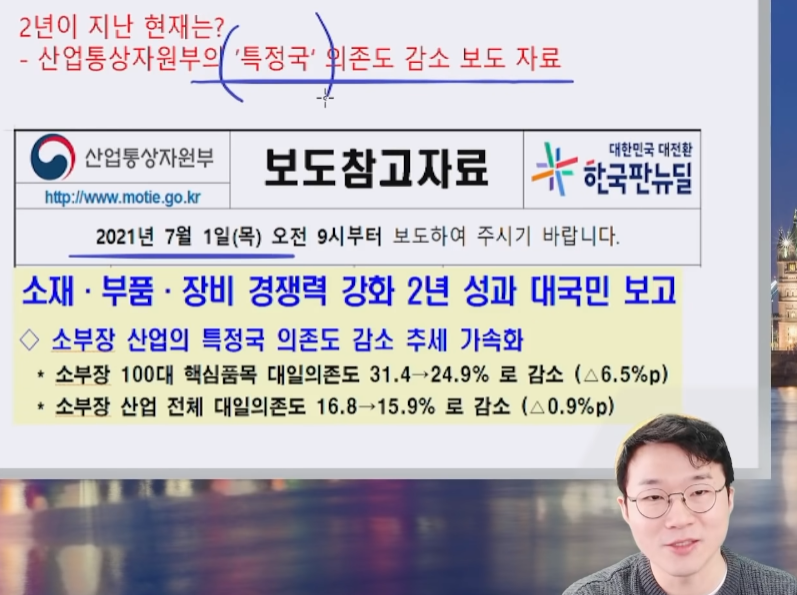 2년이 지난 현재는?
- 산업통상자원부의 '특정국' 의존도 감소 보도 자료
산업통상자원부
http://www.motie.go.kr
보도참고자료
대한민국 대전환
한국판뉴딜
2021년 7월 1일(목) 오전 9시부터 보도하여 주시기 바랍니다.
소재·부품·장비 경쟁력 강화 2년 성과 대국민 보고
◇ 소부장 산업의 특정국 의존도 감소 추세 가속화
* 소부장 100대 핵심품목 대일의존도 31.4→24.9% 로 감소 (△6.5%p)
* 소부장 산업 전체 대일의존도 16.8→15.9% 로 감소 (△0.9%p)